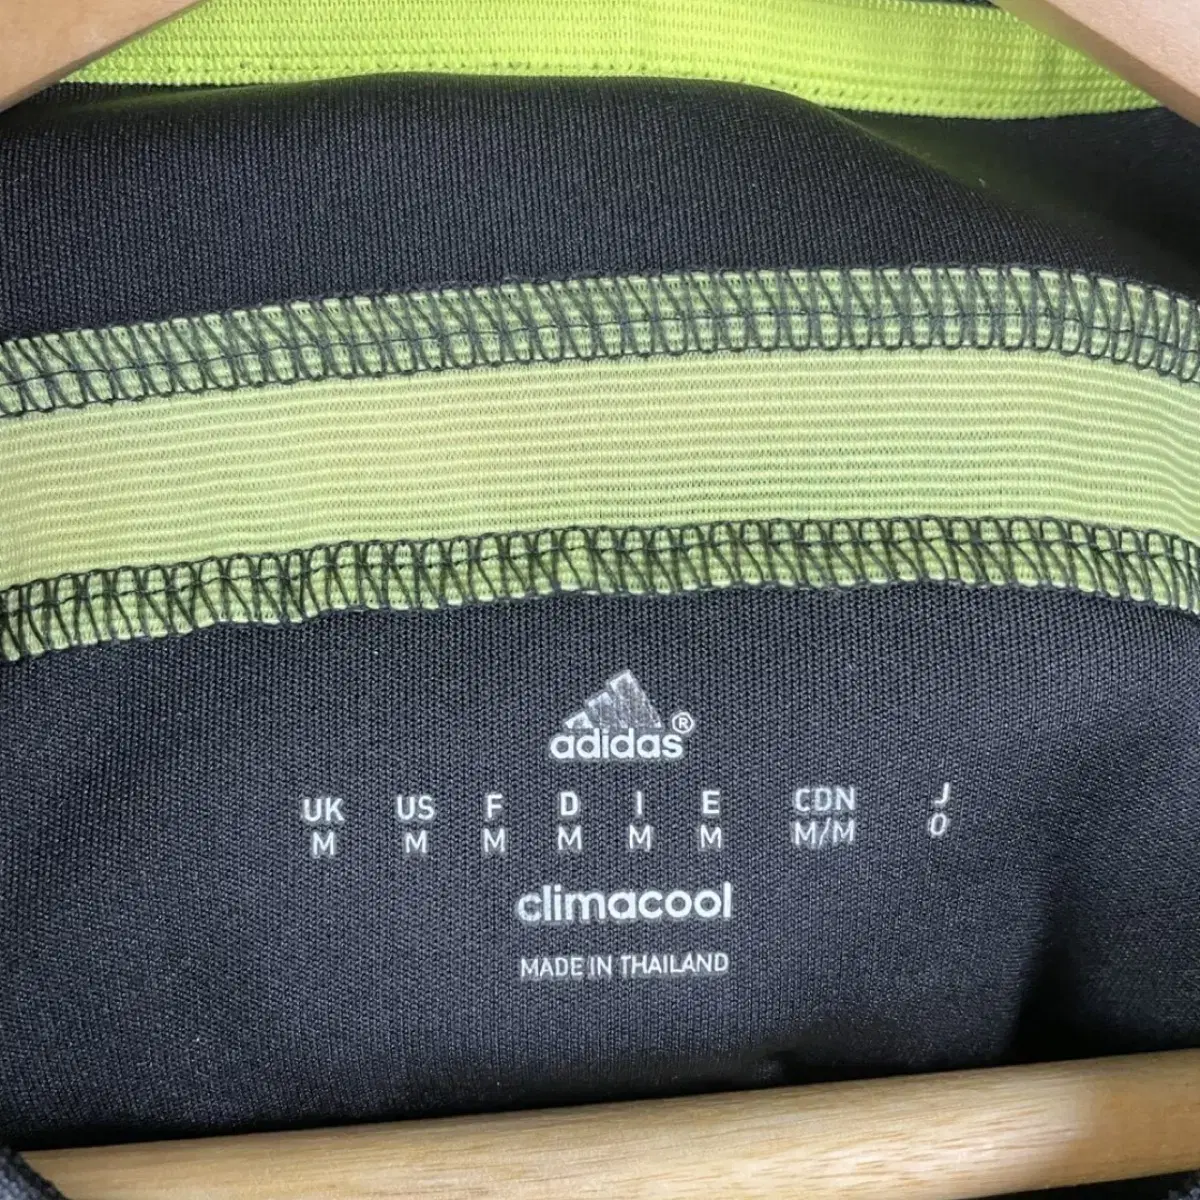 adidas®
UK US F D I E CDN J
M M M M M M M/M O
climacool
MADE IN THAILAND